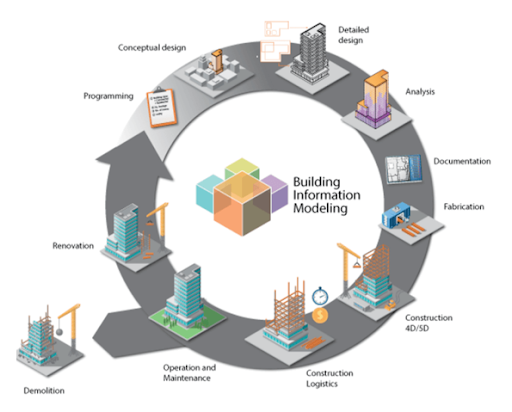 Building
Information
Modeling
Programming
Conceptual design
Detailed
design
Analysis
Documentation
Fabrication
Construction
4D/5D
Construction
Logistics
Operation and
Maintenance
Renovation
Demolition